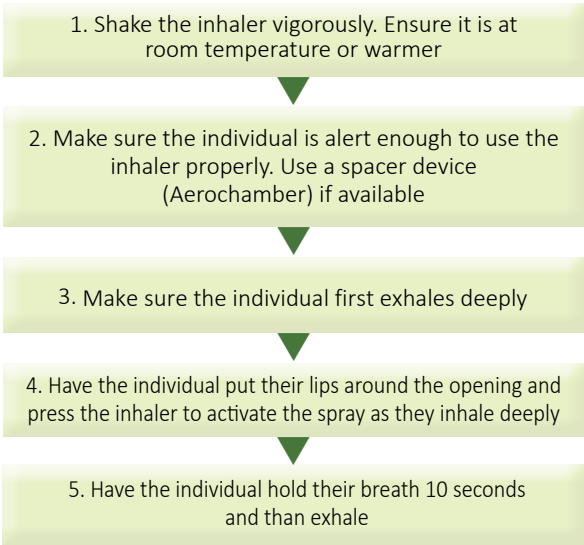 1. Shake the inhaler vigorously. Ensure it is at
room temperature or warmer
2. Make sure the individual is alert enough to use the
inhaler properly. Use a spacer device
(Aerochamber) if available
3. Make sure the individual first exhales deeply
4. Have the individual put their lips around the opening and
press the inhaler to activate the spray as they inhale deeply
5. Have the individual hold their breath 10 seconds
and than exhale